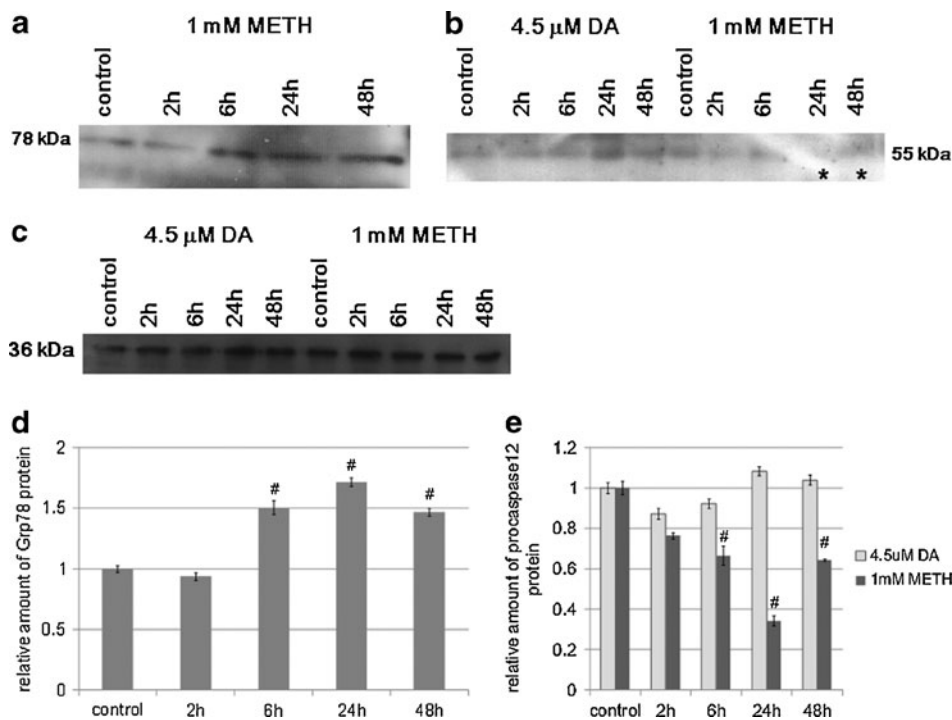 a
1 mM METH
control 2h 6h 24h 48h
78 kDa
b
4.5 μM DA 1 mM METH
control 2h 6h 24h 48h control 2h 6h 24h 48h
55 kDa
* *
c
4.5 μM DA 1 mM METH
control 2h 6h 24h 48h control 2h 6h 24h 48h
36 kDa
d
relative amount of Grp78 protein
2
1.5
1
0.5
0
# # #
control 2h 6h 24h 48h
e
relative amount of procaspase12
protein
1.2
1
0.8
0.6
0.4
0.2
0
# # #
control 2h 6h 24h 48h
4.5uM DA
1mM METH